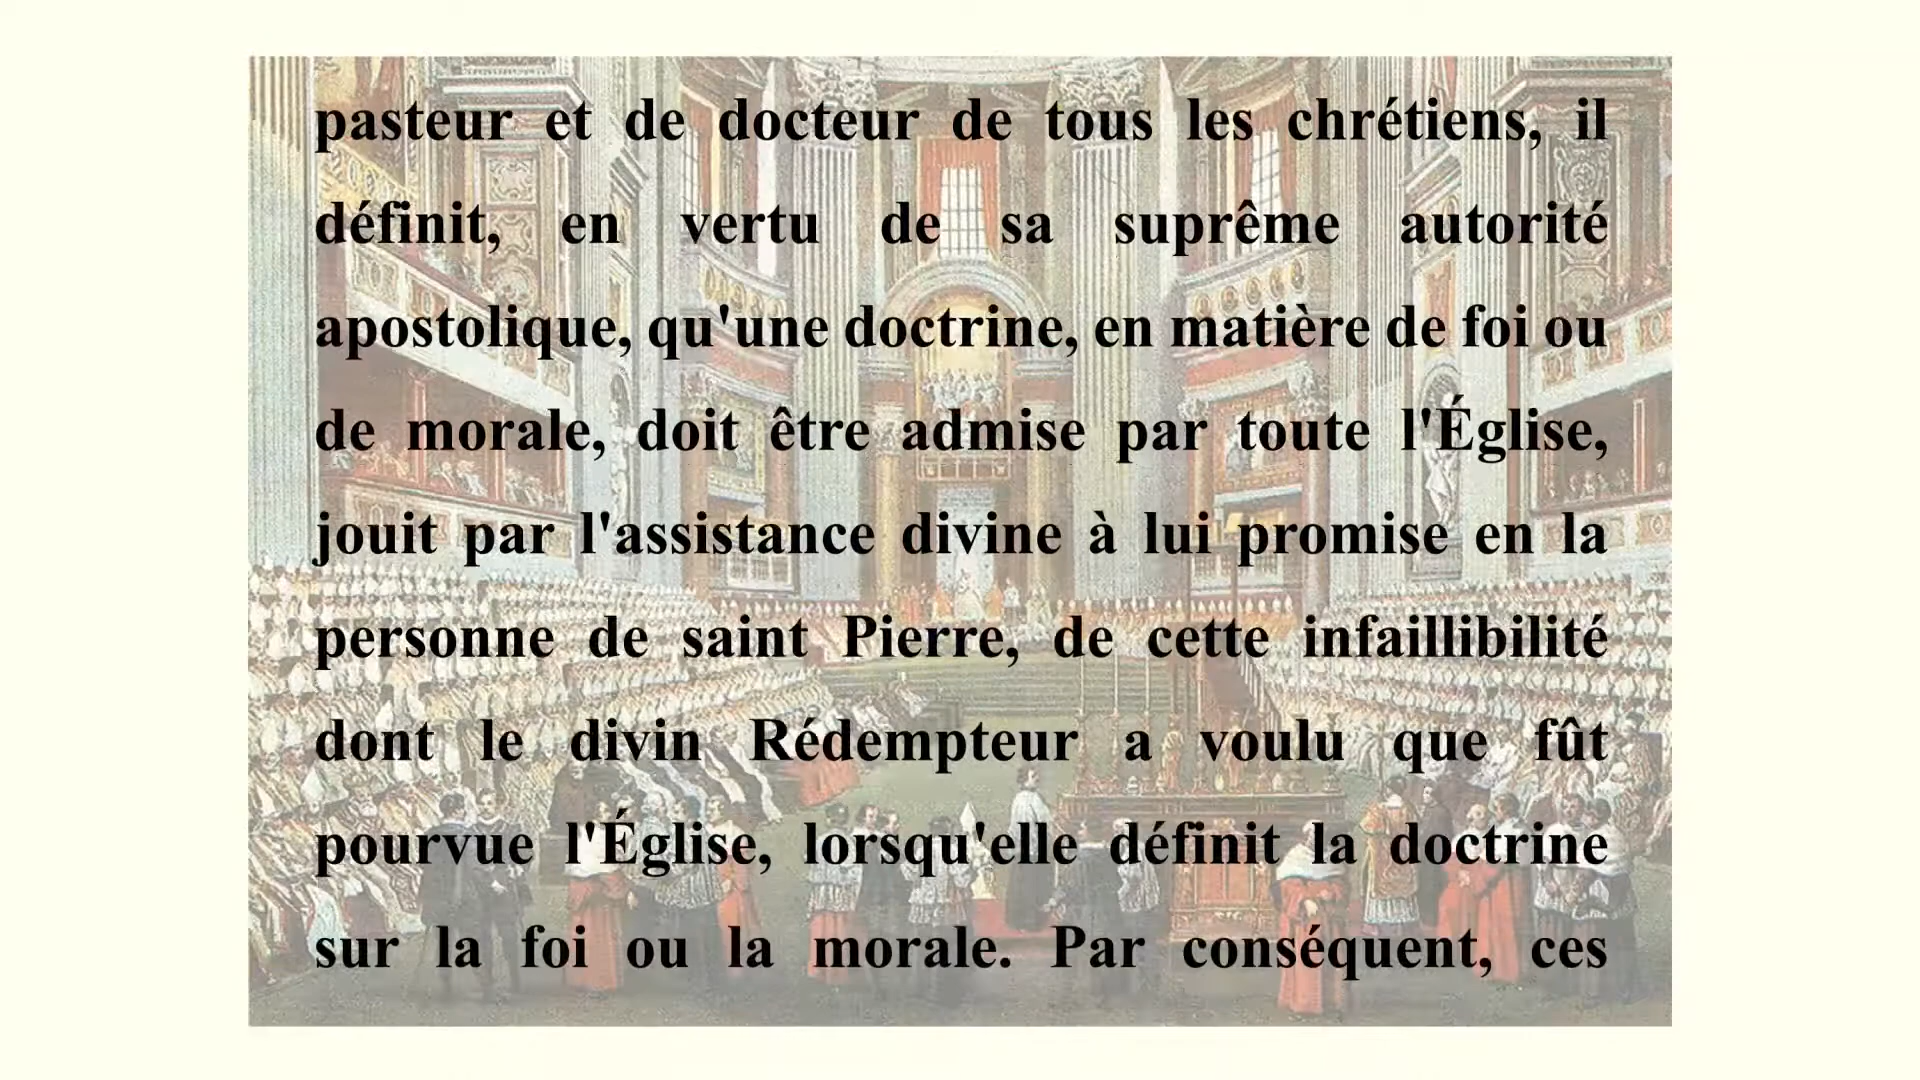 pasteur et de docteur de tous les chrétiens, il
définit, en vertu de sa suprême autorité
apostolique, qu'une doctrine, en matière de foi ou
de morale, doit être admise par toute l'Église,
jouit par l'assistance divine à lui promise en la
personne de saint Pierre, de cette infaillibilité
dont le divin Rédempteur a voulu que fût
pourvue l'Église, lorsqu'elle définit la doctrine
sur la foi ou la morale. Par conséquent, ces